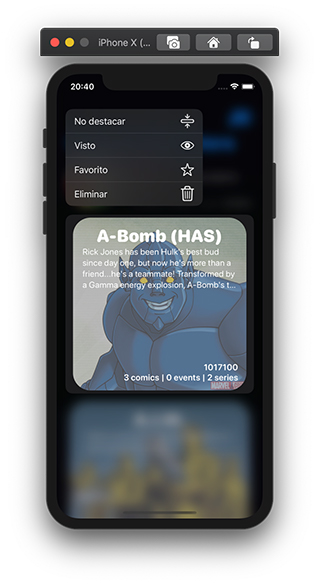 iPhone X (...
20:40
No destacar
Visto
Favorito
Eliminar
A-Bomb (HAS)
Rick Jones has been Hulk's best bud
since day one, but now he's more than a
friend...he's a teammate! Transformed by
a Gamma energy explosion, A-Bomb's t...
1017100
3 comics | 0 events | 2 series
MARVEL